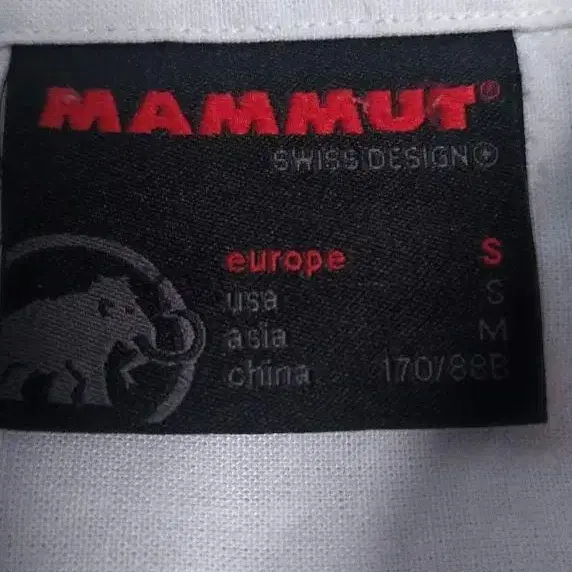 MAMMUT®
SWISS DESIGN
europe S
usa S
asia M
china 170/88B